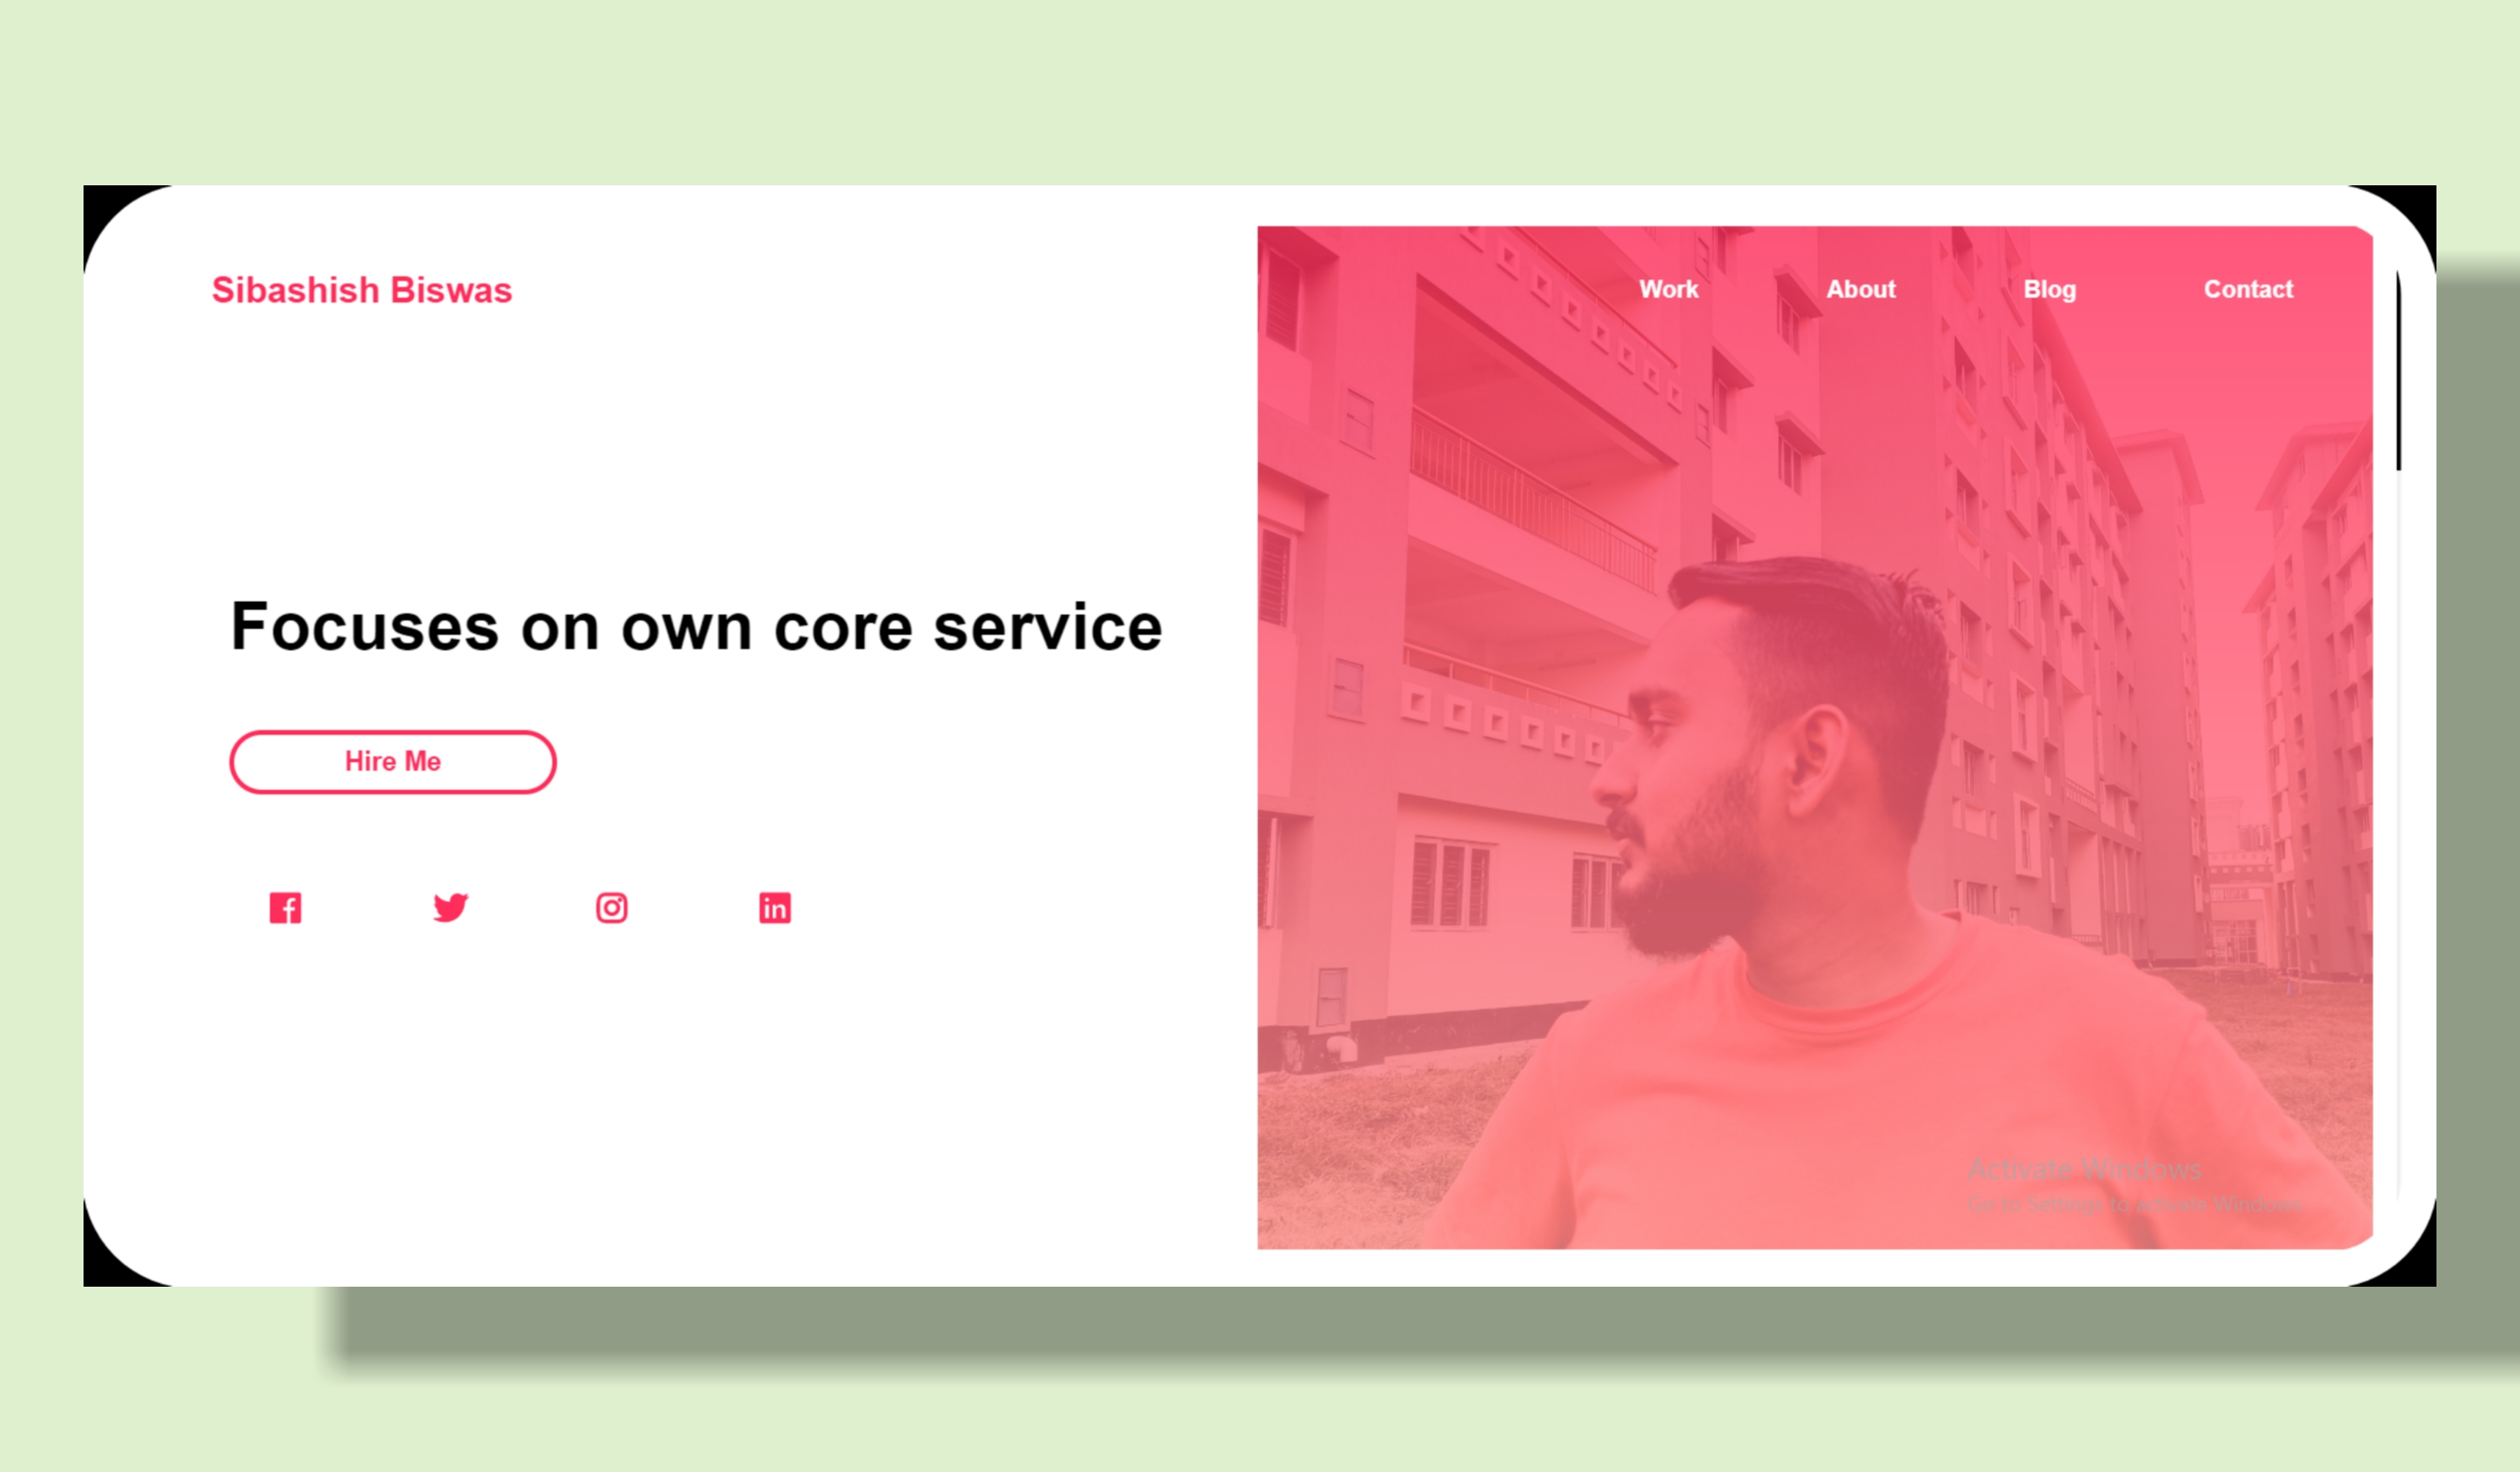 Sibashish Biswas
Work About Blog Contact
Focuses on own core service
Hire Me
Activate Windows
Go to Settings to activate Windows.